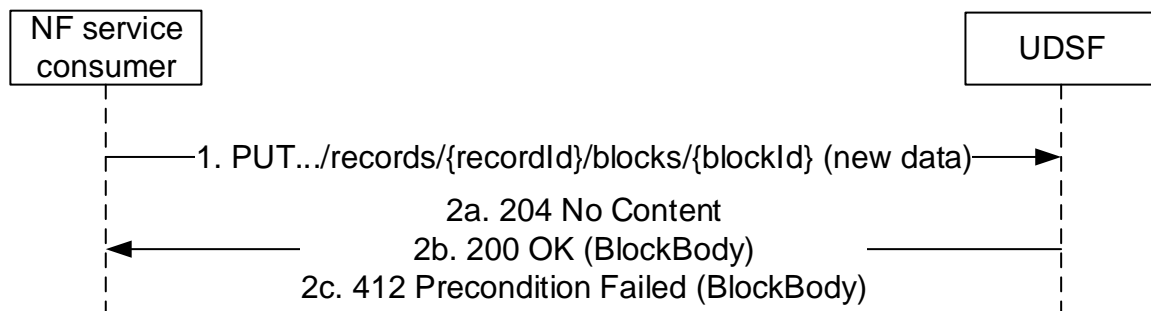 NF service
consumer
UDSF
1. PUT.../records/{recordId}/blocks/{blockId} (new data)
2a. 204 No Content
2b. 200 OK (BlockBody)
2c. 412 Precondition Failed (BlockBody)